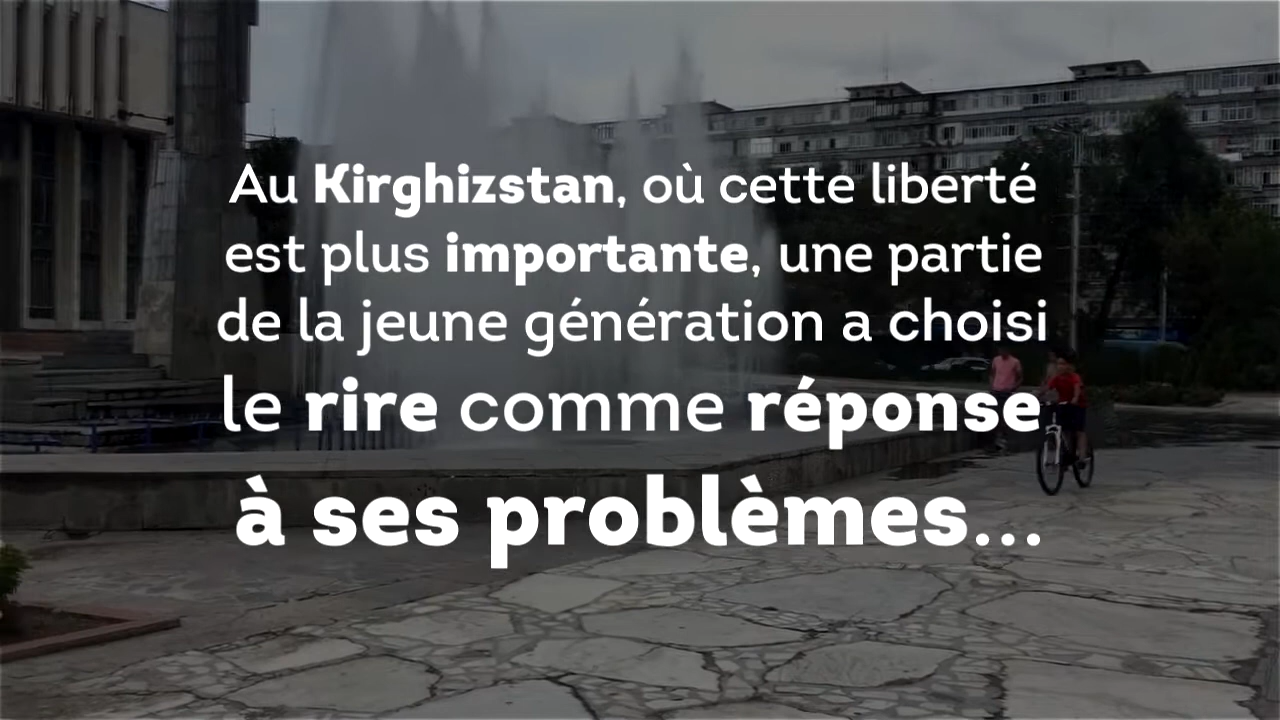 Au Kirghizstan, où cette liberté
est plus importante, une partie
de la jeune génération a choisi
le rire comme réponse
à ses problèmes...